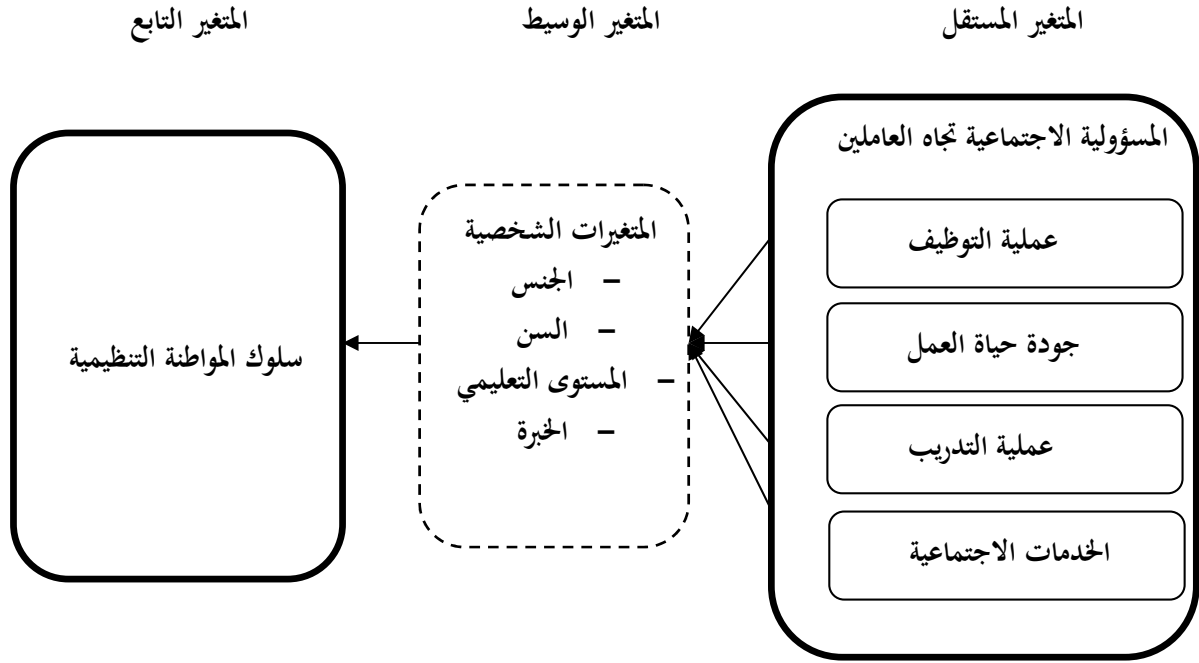 المتغير المستقل
المتغير الوسيط
المتغير التابع
المسؤولية الاجتماعية تجاه العاملين
عملية التوظيف
جودة حياة العمل
عملية التدريب
الخدمات الاجتماعية
المتغيرات الشخصية
– الجنس
– السن
– المستوى التعليمي
– الخبرة
سلوك المواطنة التنظيمية